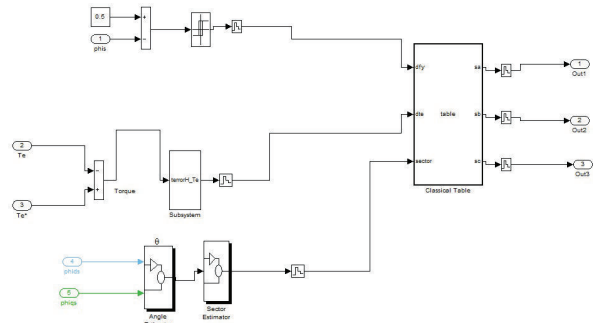 0.5
1
phis
dfy
sa
1
Out1
dte
table
sb
2
Out2
sector
sc
3
Out3
Classical Table
2
Te
3
Te*
Torque
terrorH_Te
Subsystem
θ
4
phids
5
phiqs
Angle
Sector
Estimator